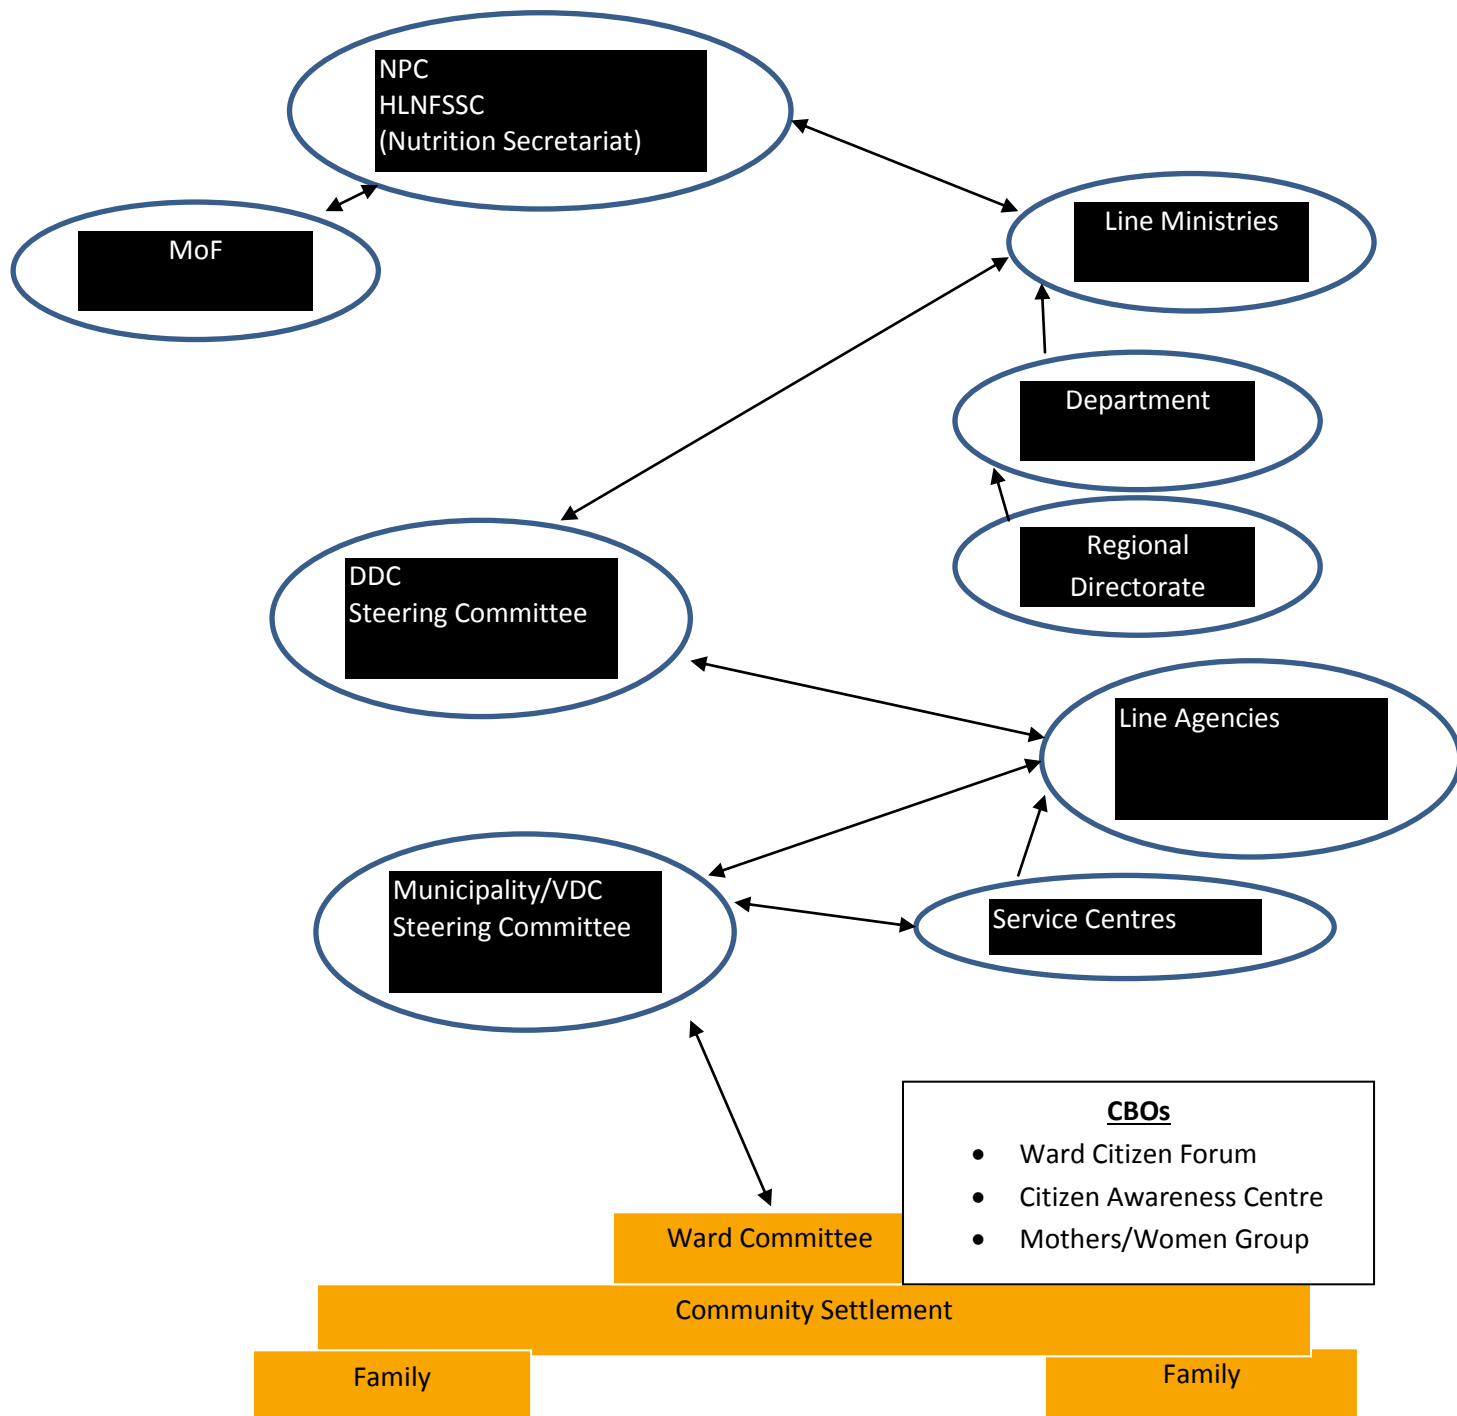 NPC
HLNFSSC
(Nutrition Secretariat)
Line Ministries
MoF
Department
Regional
Directorate
DDC
Steering Committee
Line Agencies
Municipality/VDC
Steering Committee
Service Centres
CBOs
• Ward Citizen Forum
• Citizen Awareness Centre
• Mothers/Women Group
Ward Committee
Community Settlement
Family
Family